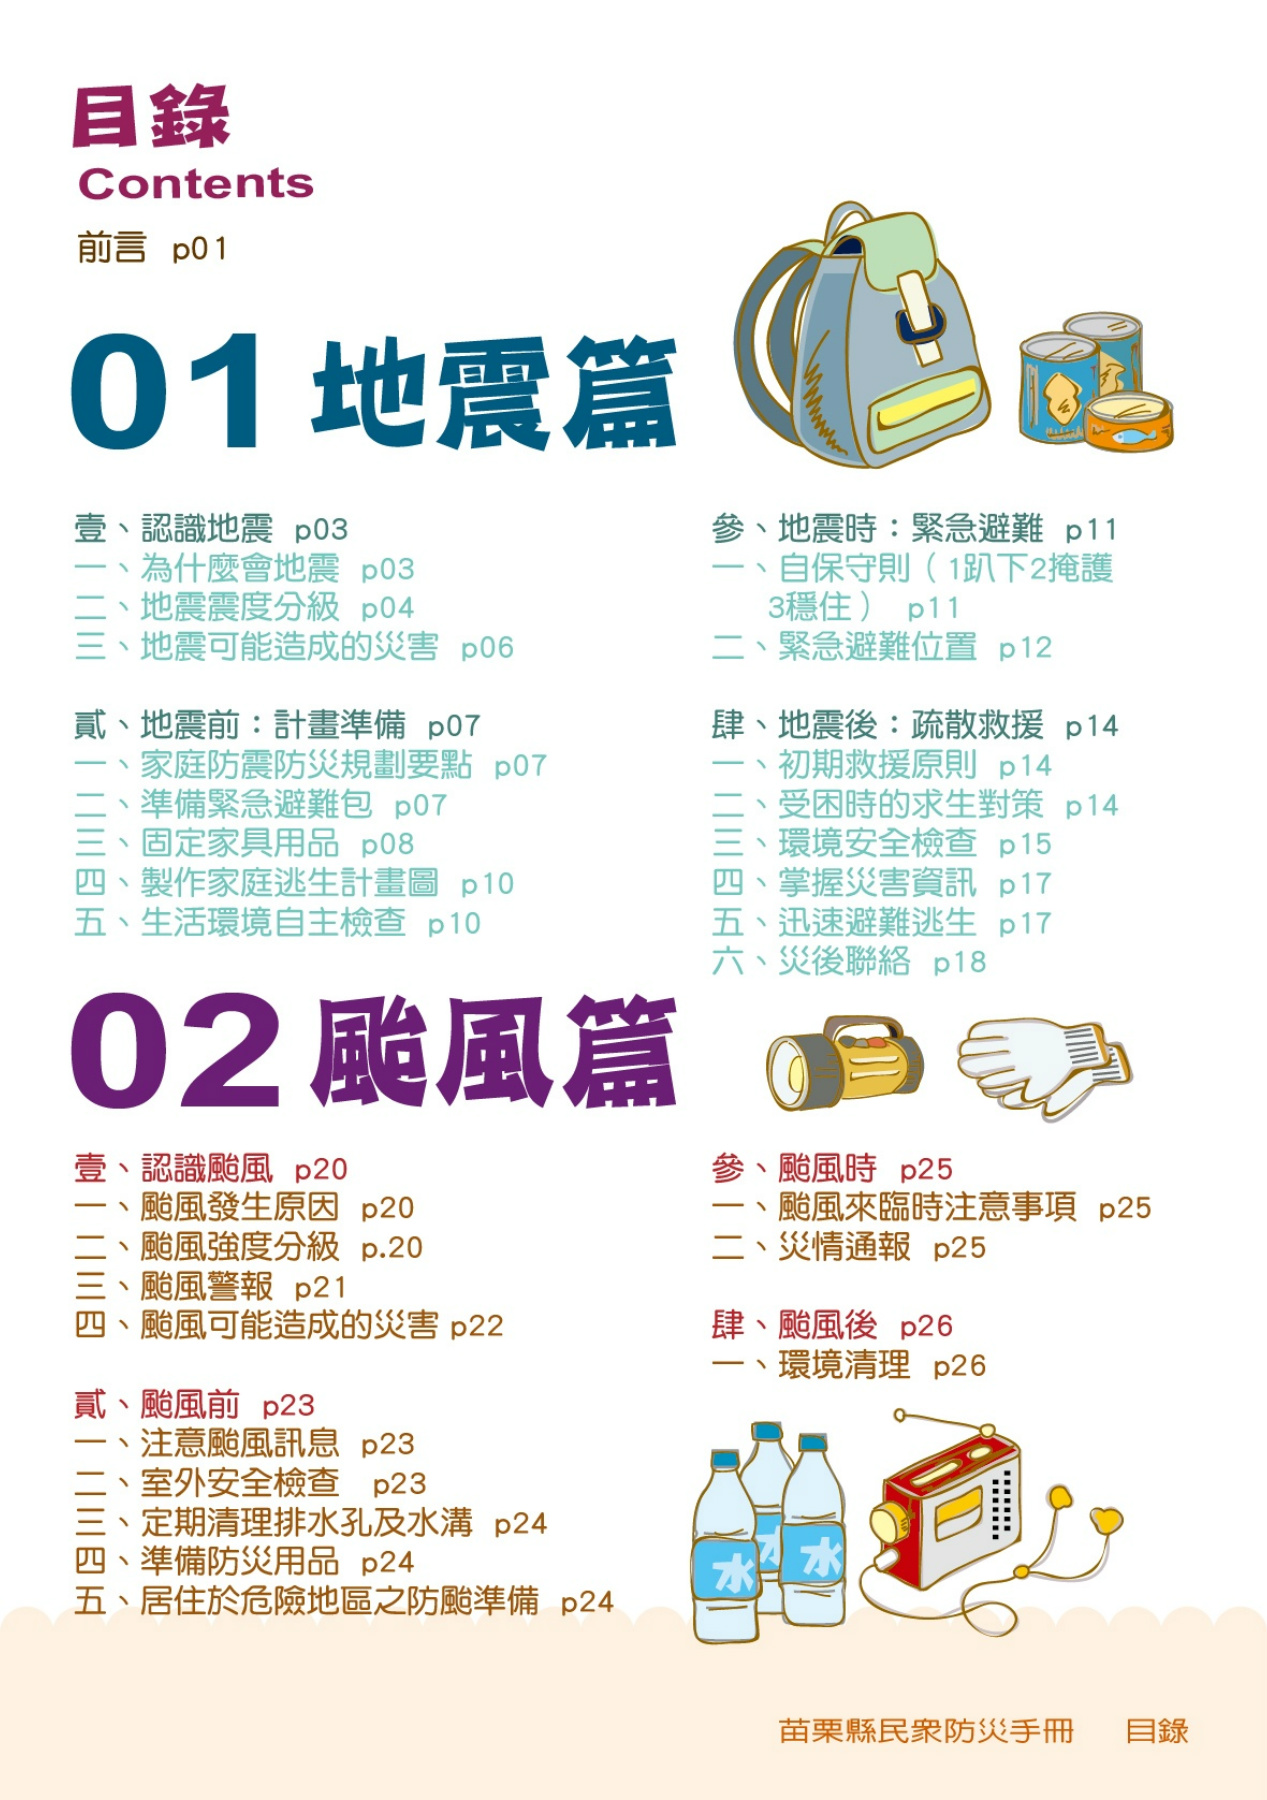 目錄
Contents
前言 p01
01 地震篇
壹、認識地震 p03
一、為什麼會地震 p03
二、地震震度分級 p04
三、地震可能造成的災害 p06
貳、地震前：計畫準備 p07
一、家庭防震防災規劃要點 p07
二、準備緊急避難包 p07
三、固定家具用品 p08
四、製作家庭逃生計畫圖 p10
五、生活環境自主檢查 p10
參、地震時：緊急避難 p11
一、自保守則（1趴下2掩護
3穩住） p11
二、緊急避難位置 p12
肆、地震後：疏散救援 p14
一、初期救援原則 p14
二、受困時的求生對策 p14
三、環境安全檢查 p15
四、掌握災害資訊 p17
五、迅速避難逃生 p17
六、災後聯絡 p18
02 颱風篇
壹、認識颱風 p20
一、颱風發生原因 p20
二、颱風強度分級 p.20
三、颱風警報 p21
四、颱風可能造成的災害 p22
貳、颱風前 p23
一、注意颱風訊息 p23
二、室外安全檢查 p23
三、定期清理排水孔及水溝 p24
四、準備防災用品 p24
五、居住於危險地區之防颱準備 p24
參、颱風時 p25
一、颱風來臨時注意事項 p25
二、災情通報 p25
肆、颱風後 p26
一、環境清理 p26
水
水
水
苗栗縣民眾防災手冊 目錄